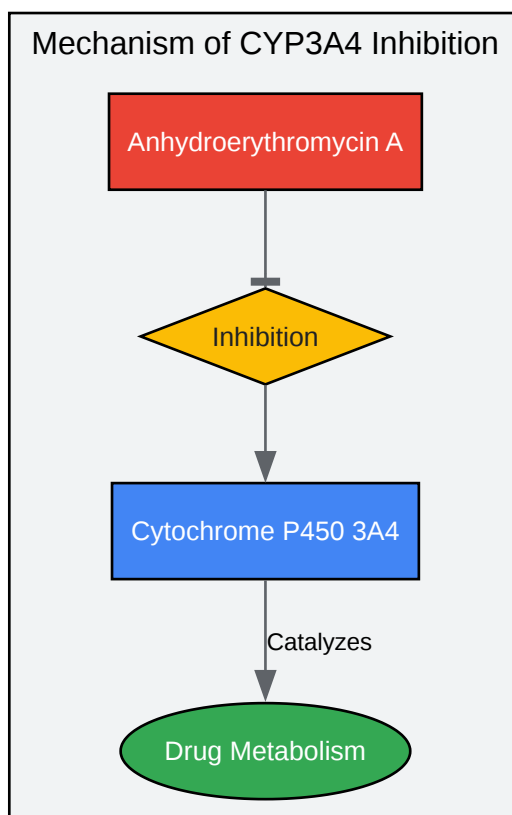 Mechanism of CYP3A4 Inhibition
Anhydroerythromycin A
Inhibition
Cytochrome P450 3A4
Catalyzes
Drug Metabolism